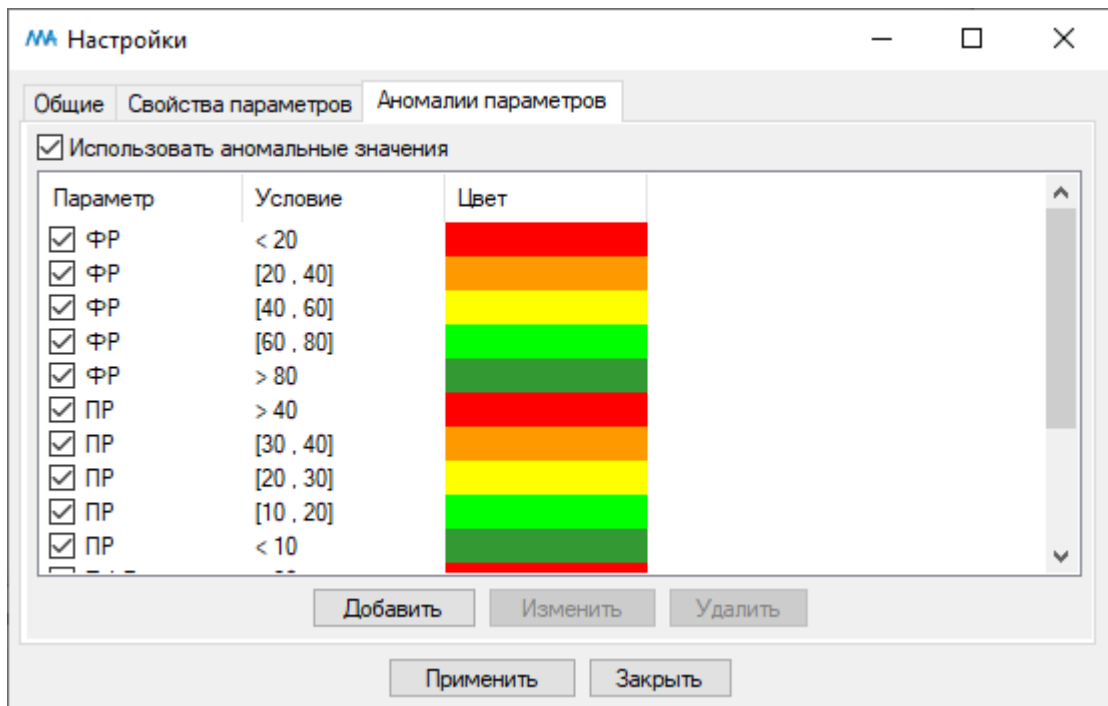 Настройки
Общие Свойства параметров Аномалии параметров
Использовать аномальные значения
Параметр Условие Цвет
ФР < 20
ФР [20 , 40]
ФР [40 , 60]
ФР [60 , 80]
ФР > 80
ПР > 40
ПР [30 , 40]
ПР [20 , 30]
ПР [10 , 20]
ПР < 10
Добавить Изменить Удалить
Применить Закрыть